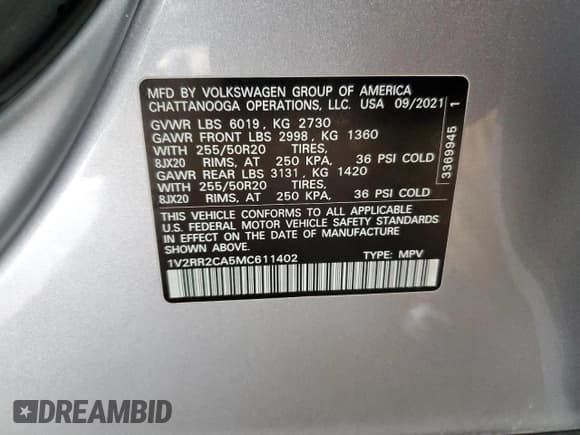 MFD BY VOLKSWAGEN GROUP OF AMERICA
CHATTANOOGA OPERATIONS, LLC. USA 09/2021
GVWR LBS 6019, KG 2730
GAWR FRONT LBS 2998, KG 1360
WITH 255/50R20 TIRES,
8JX20 RIMS, AT 250 KPA, 36 PSI COLD
GAWR REAR LBS 3131, KG 1420
WITH 255/50R20 TIRES,
8JX20 RIMS, AT 250 KPA, 36 PSI COLD
THIS VEHICLE CONFORMS TO ALL APPLICABLE
U.S. FEDERAL MOTOR VEHICLE SAFETY STANDARDS
IN EFFECT ON THE DATE OF MANUFACTURE
SHOWN ABOVE.
1V2RR2CA5MC611402 TYPE: MPV
3369945 1
DREAMBID